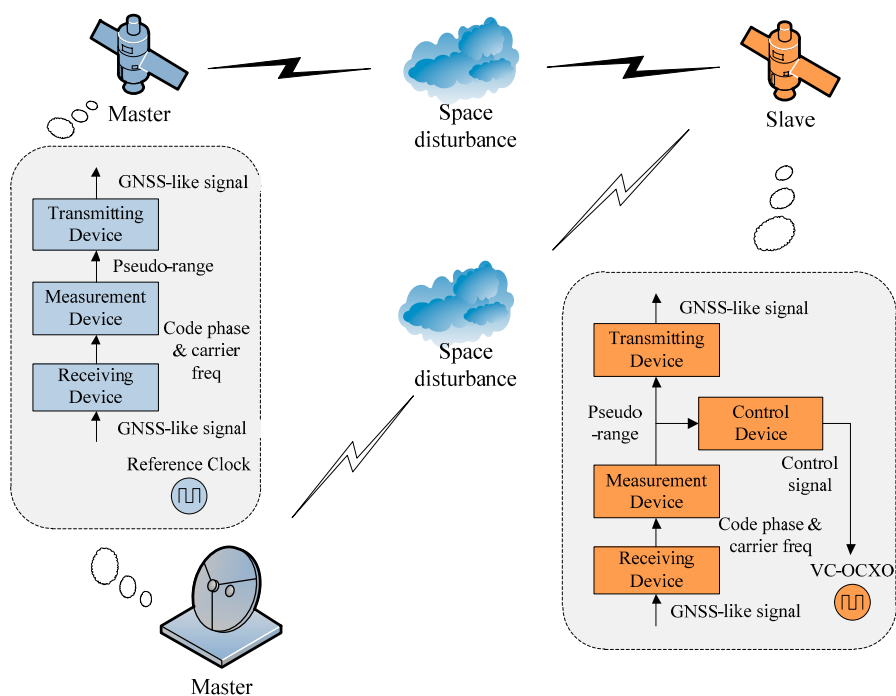 Master
Space
disturbance
Slave
GNSS-like signal
Transmitting
Device
Pseudo-range
Measurement
Device
Code phase
& carrier
freq
Receiving
Device
GNSS-like signal
Reference Clock
Space
disturbance
Master
GNSS-like signal
Transmitting
Device
Pseudo
-range
Control
Device
Control
signal
Measurement
Device
Code phase &
carrier freq
Receiving
Device
VC-OCXO
GNSS-like signal